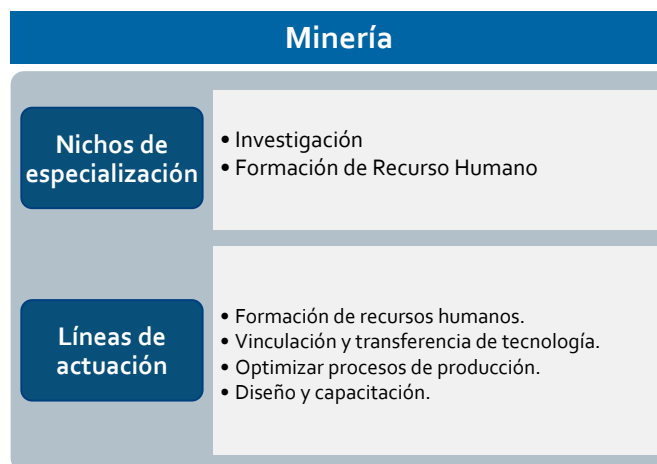 Minería
Nichos de
especialización
• Investigación
• Formación de Recurso Humano
Líneas de
actuación
• Formación de recursos humanos.
• Vinculación y transferencia de tecnología.
• Optimizar procesos de producción.
• Diseño y capacitación.